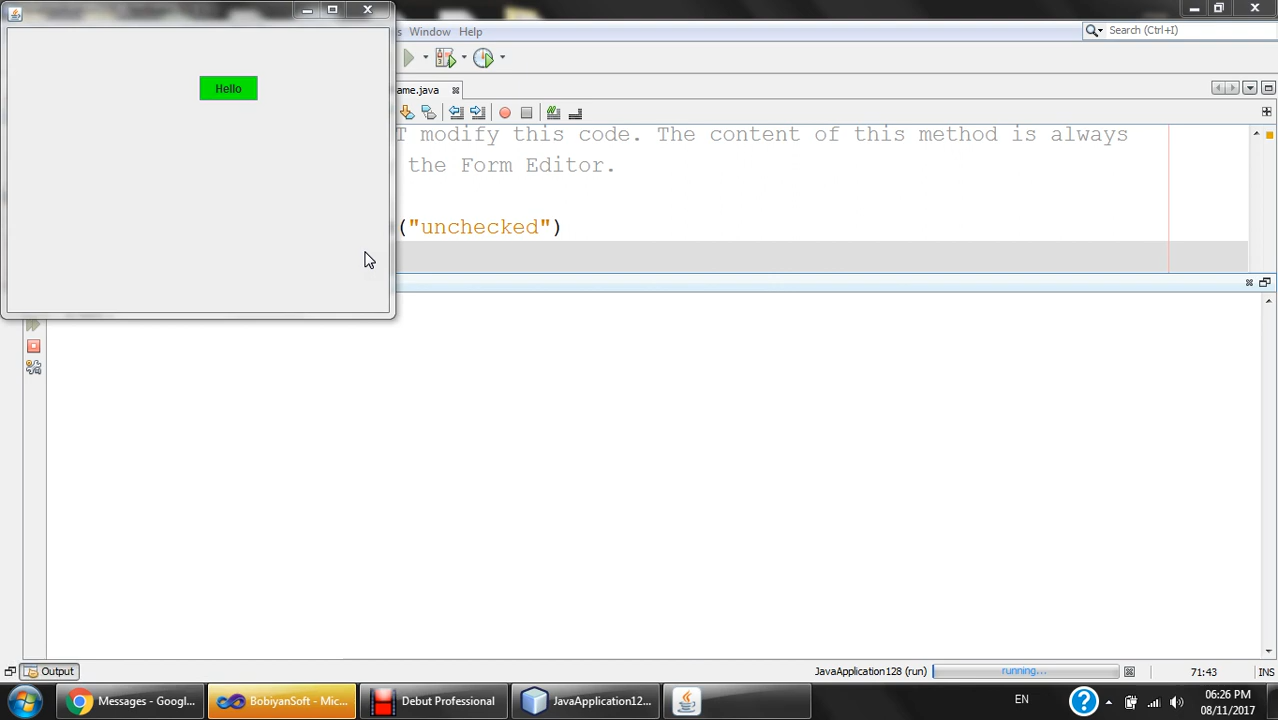 Window Help
Search (Ctrl+I)
Hello
ame.java
T modify this code. The content of this method is always
the Form Editor.
("unchecked")
Output
JavaApplication128 (run)
running...
71:43
INS
Messages - Googl...
BobiyanSoft - Mic...
Debut Professional
JavaApplication12...
EN
06:26 PM
08/11/2017